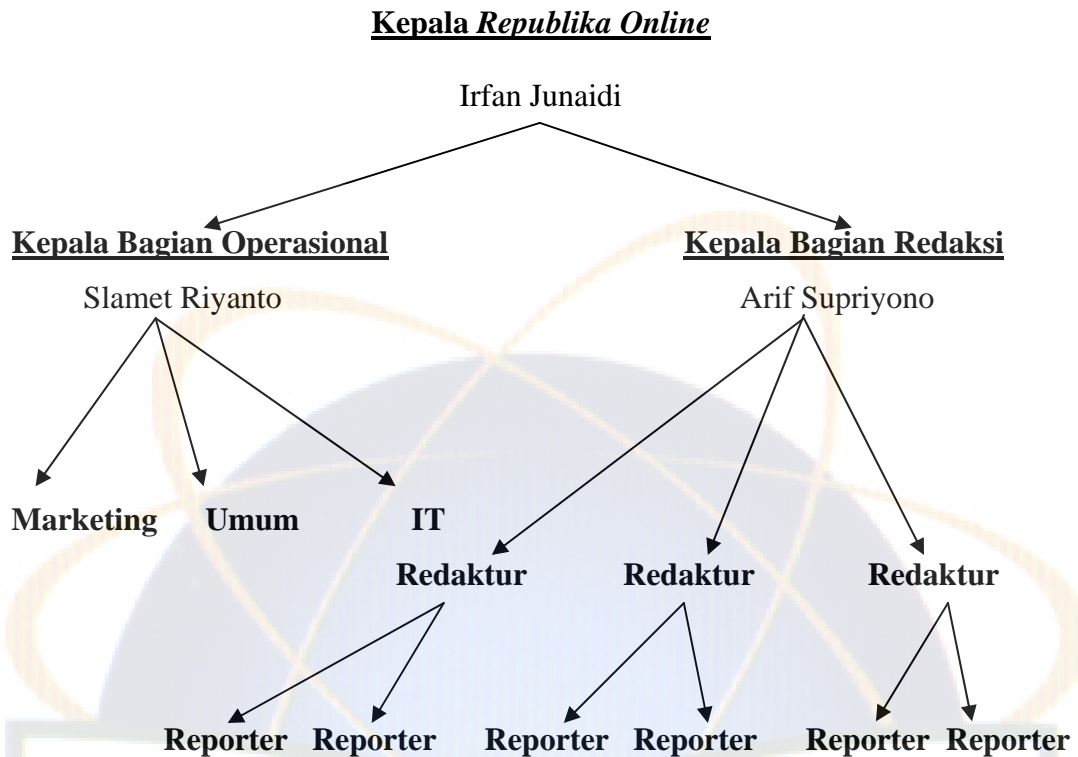 Kepala Republika Online
Irfan Junaidi
Kepala Bagian Operasional Kepala Bagian Redaksi
Slamet Riyanto Arif Supriyono
Marketing Umum IT
Redaktur Redaktur Redaktur
Reporter Reporter Reporter Reporter Reporter Reporter